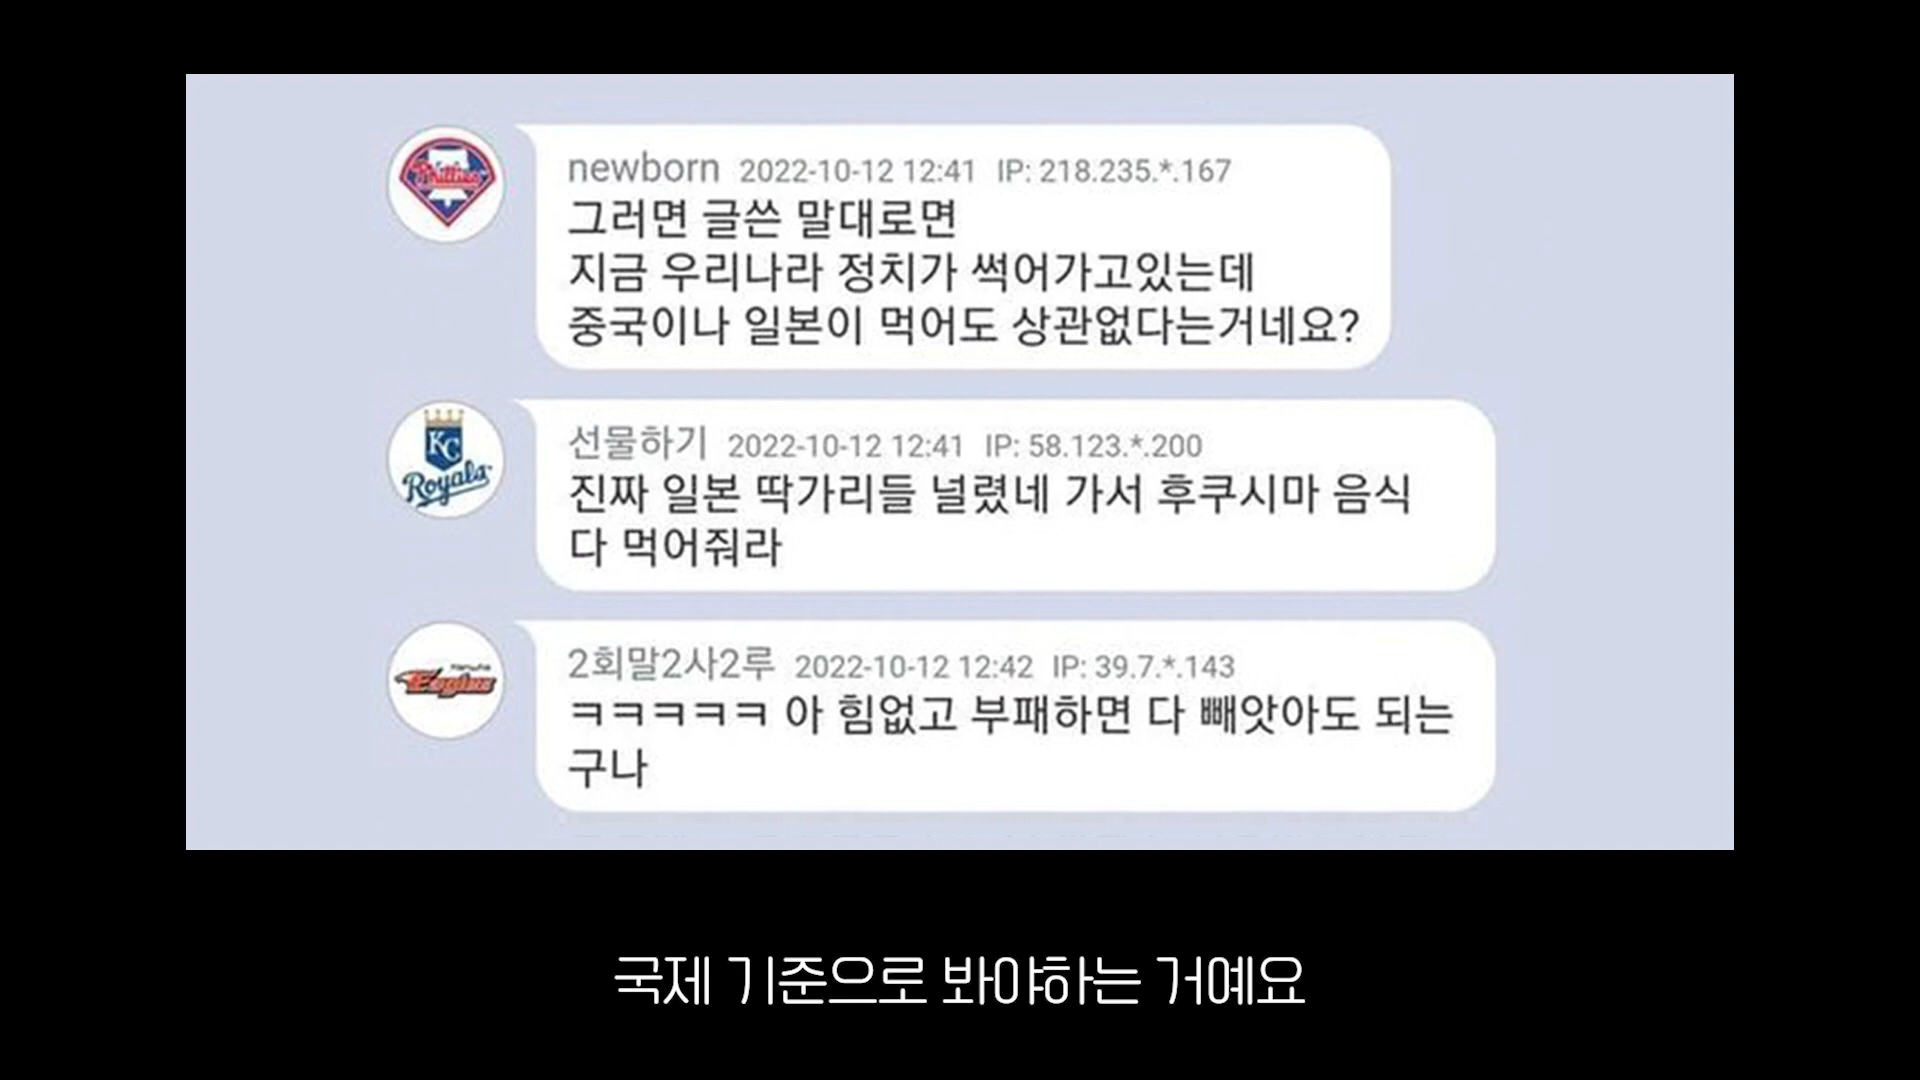 Phillies
newborn 2022-10-12 12:41 IP: 218.235.*.167
그러면 글쓴 말대로면
지금 우리나라 정치가 썩어가고있는데
중국이나 일본이 먹어도 상관없다는거네요?
KC
Royals
선물하기 2022-10-12 12:41 IP: 58.123.*.200
진짜 일본 딱가리들 널렸네 가서 후쿠시마 음식
다 먹어줘라
Hanwha
Eagles
2회말2사2루 2022-10-12 12:42 IP: 39.7.*.143
ㅋㅋㅋㅋㅋ 아 힘없고 부패하면 다 빼앗아도 되는
구나
국제 기준으로 봐야하는 거예요